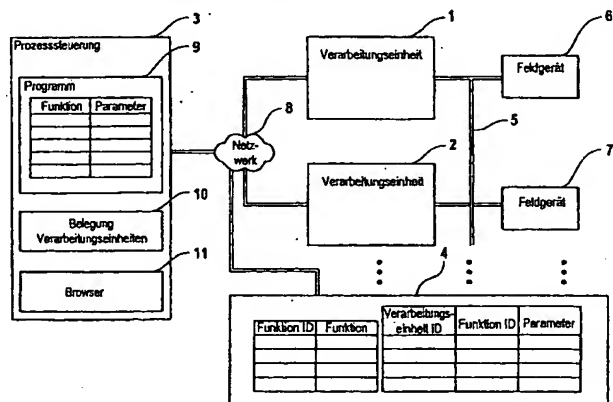 3
Prozesssteuerung
9
Programm
Funktion Parameter
10
Belegung
Verarbeitungseinheiten
11
Browser
8
Netz-
werk
1
Verarbeitungseinheit
2
Verarbeitungseinheit
5
6
Feldgerät
7
Feldgerät
4
Funktion ID Funktion
Verarbeitungs-
einheit ID Funktion ID Parameter